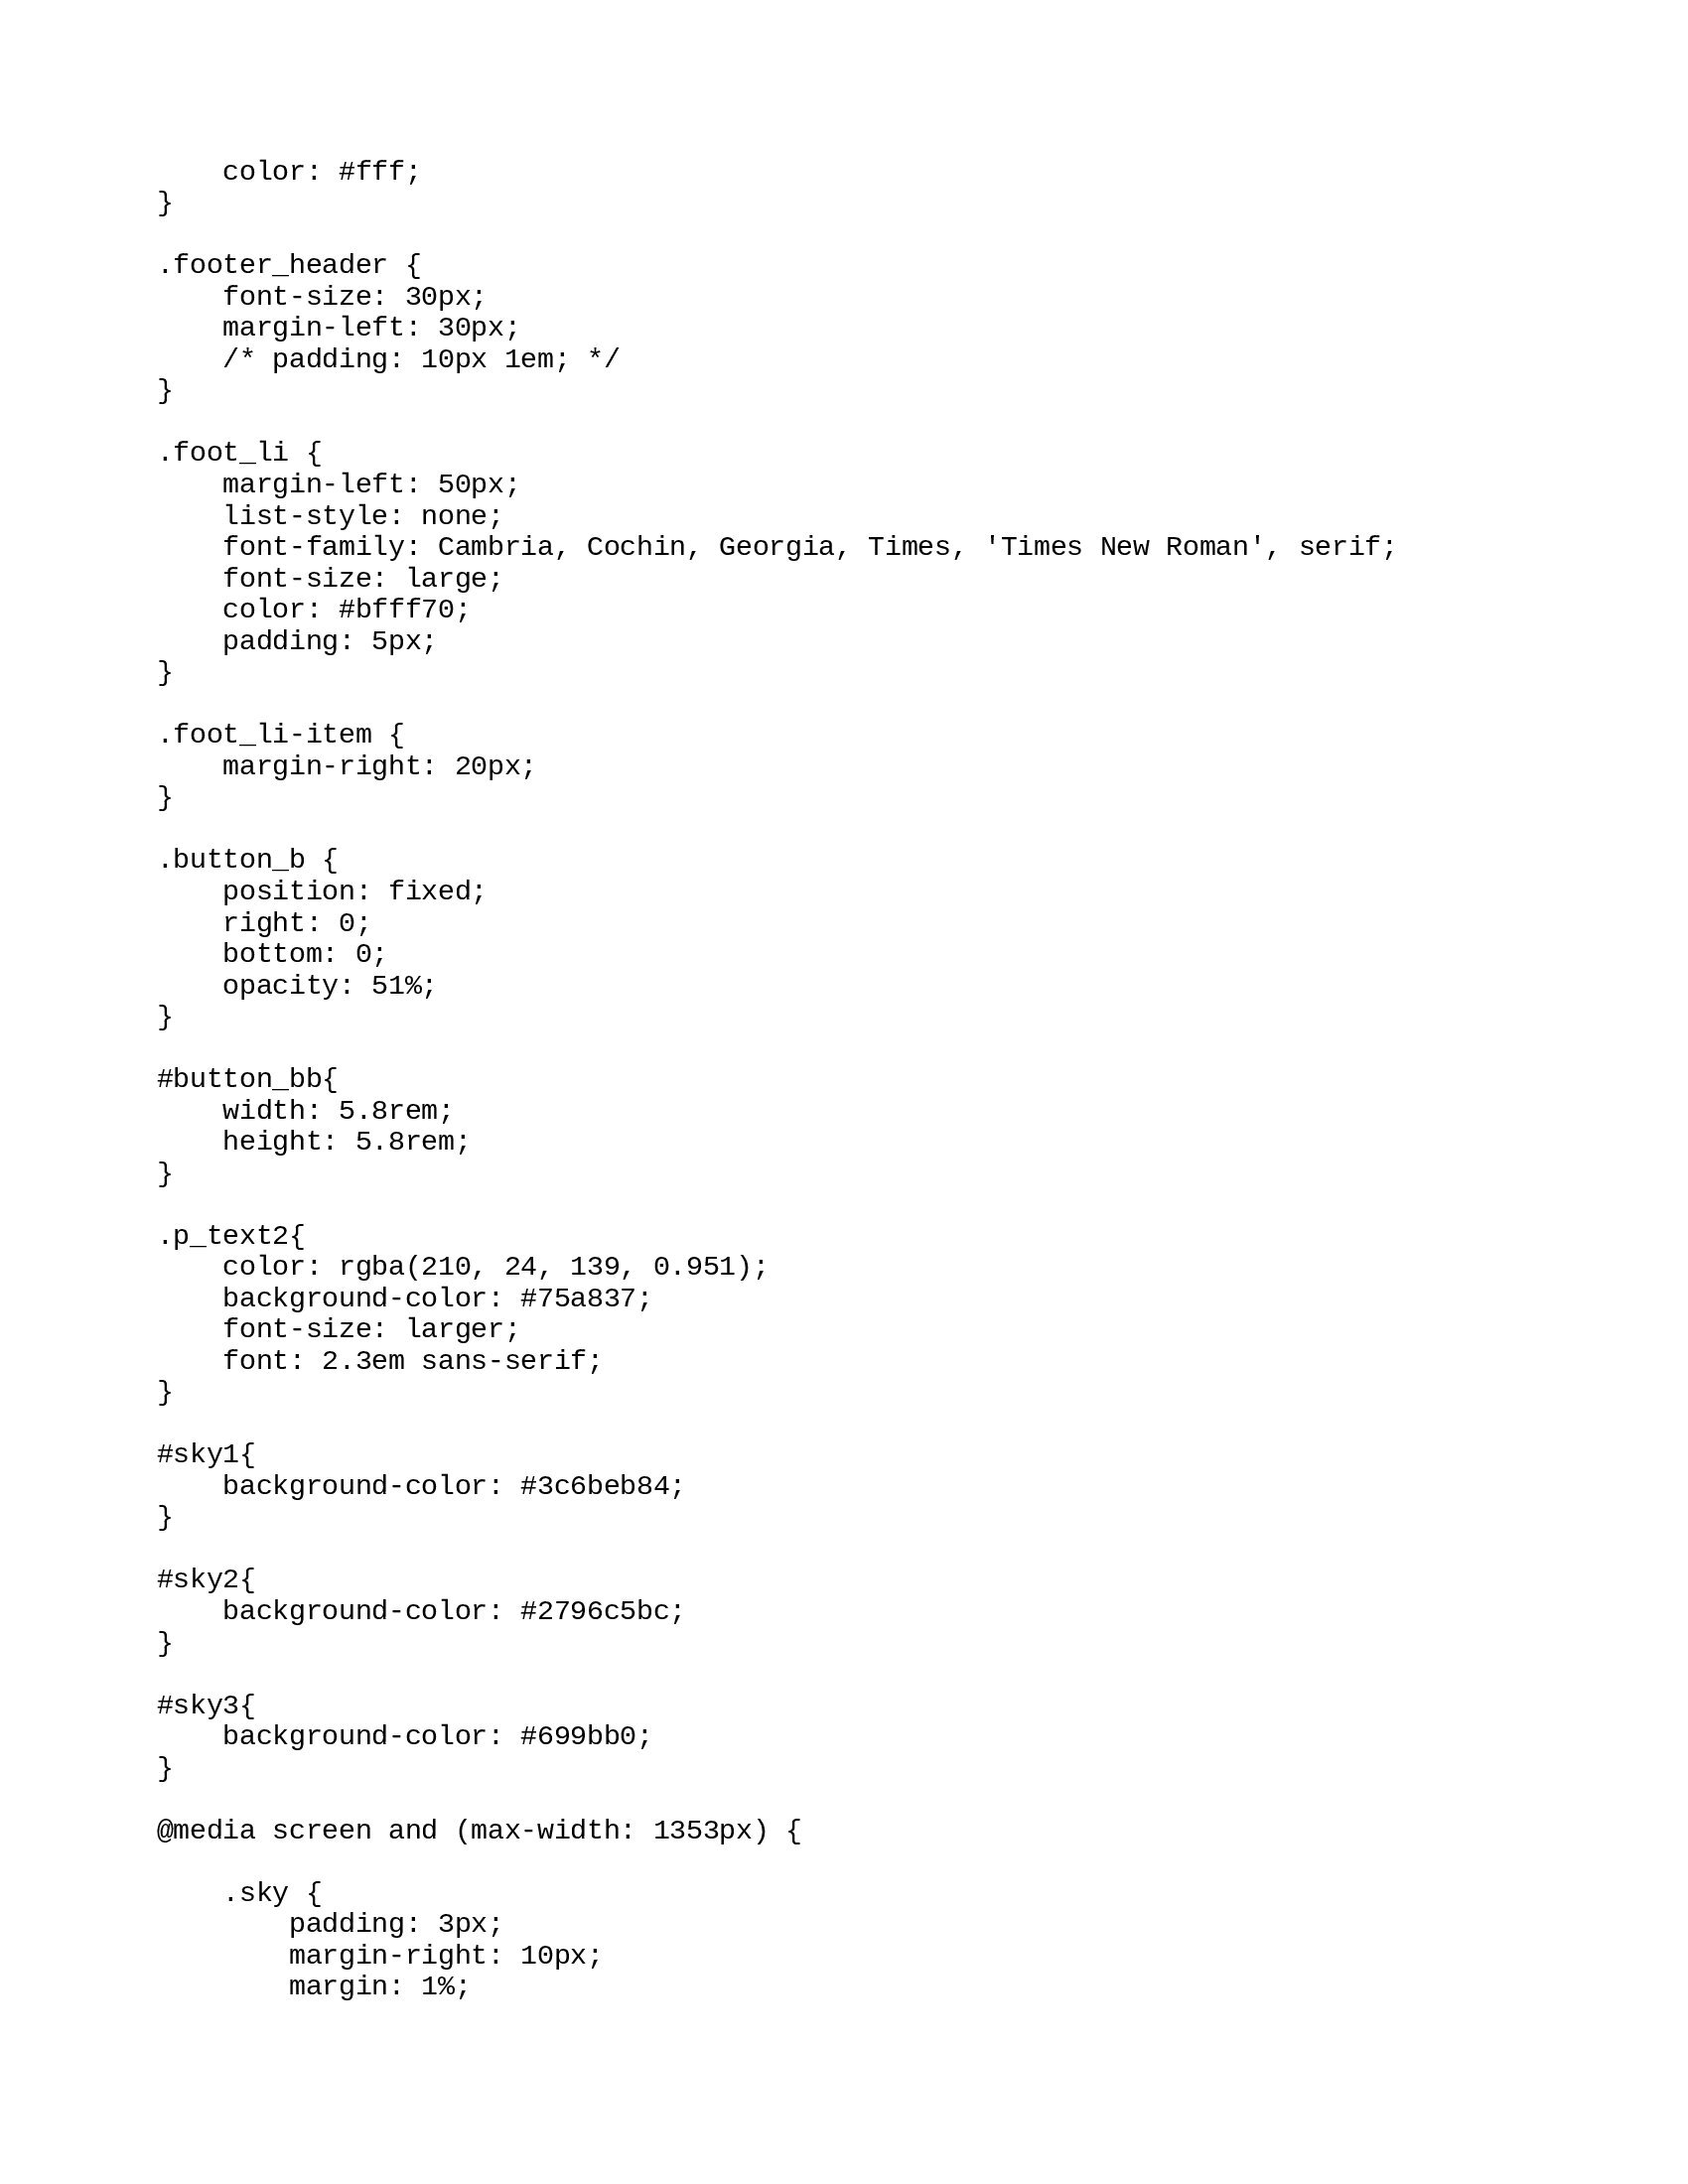 color: #fff;
}

.footer_header {
    font-size: 30px;
    margin-left: 30px;
    /* padding: 10px 1em; */
}

.foot_li {
    margin-left: 50px;
    list-style: none;
    font-family: Cambria, Cochin, Georgia, Times, 'Times New Roman', serif;
    font-size: large;
    color: #bfff70;
    padding: 5px;
}

.foot_li-item {
    margin-right: 20px;
}

.button_b {
    position: fixed;
    right: 0;
    bottom: 0;
    opacity: 51%;
}

#button_bb{
    width: 5.8rem;
    height: 5.8rem;
}

.p_text2{
    color: rgba(210, 24, 139, 0.951);
    background-color: #75a837;
    font-size: larger;
    font: 2.3em sans-serif;
}

#sky1{
    background-color: #3c6beb84;
}

#sky2{
    background-color: #2796c5bc;
}

#sky3{
    background-color: #699bb0;
}

@media screen and (max-width: 1353px) {

    .sky {
        padding: 3px;
        margin-right: 10px;
        margin: 1%;